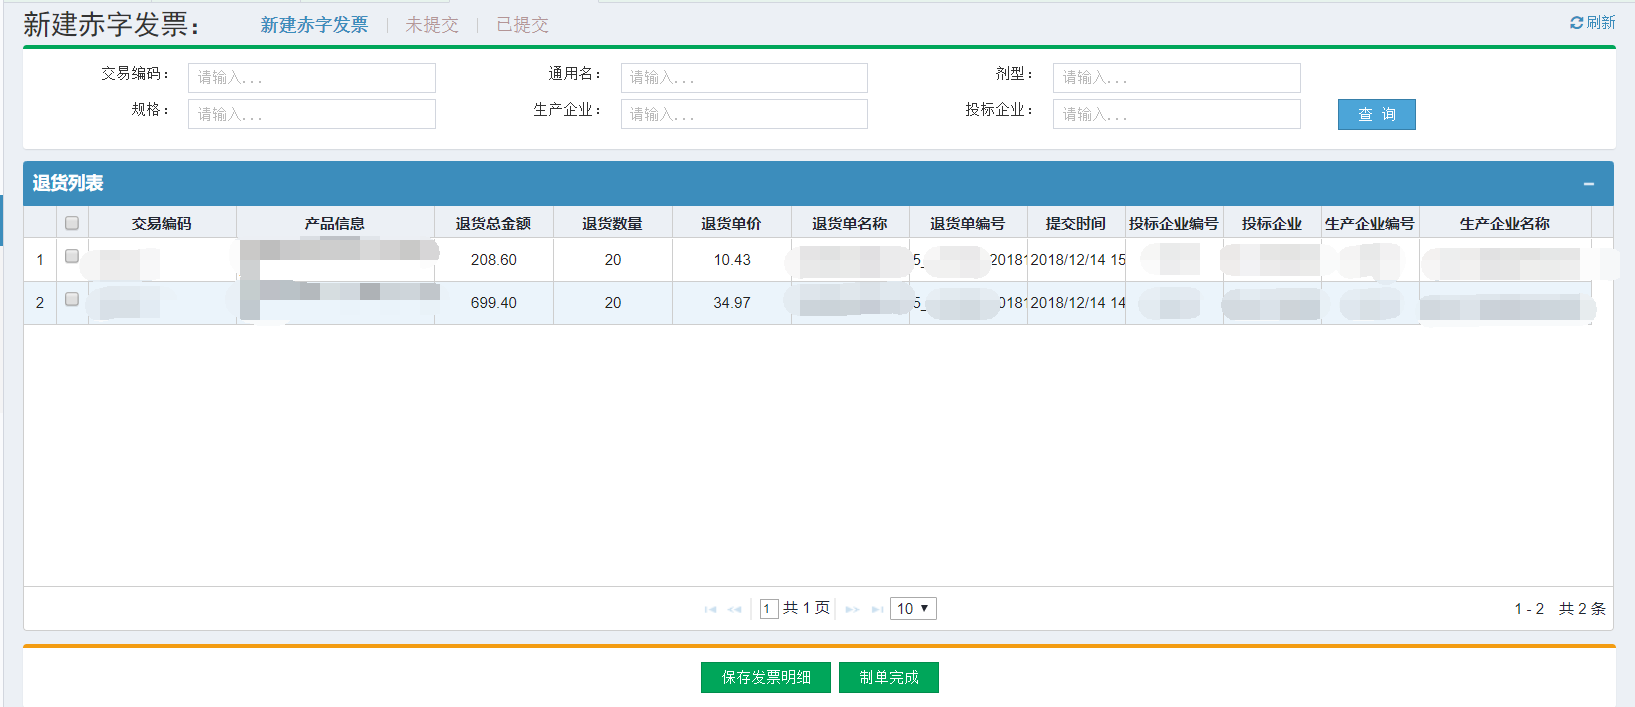 新建赤字发票： 新建赤字发票 | 未提交 | 已提交 刷新
交易编码： 请输入... 通用名： 请输入... 剂型： 请输入...
规格： 请输入... 生产企业： 请输入... 投标企业： 请输入... 查 询
退货列表
交易编码 产品信息 退货总金额 退货数量 退货单价 退货单名称 退货单编号 提交时间 投标企业编号 投标企业 生产企业编号 生产企业名称
1 208.60 20 10.43 5_ 2018/12/14 15
2 699.40 20 34.97 5_ 2018/12/14 14
1 共 1 页 10 1 - 2 共 2 条
保存发票明细 制单完成